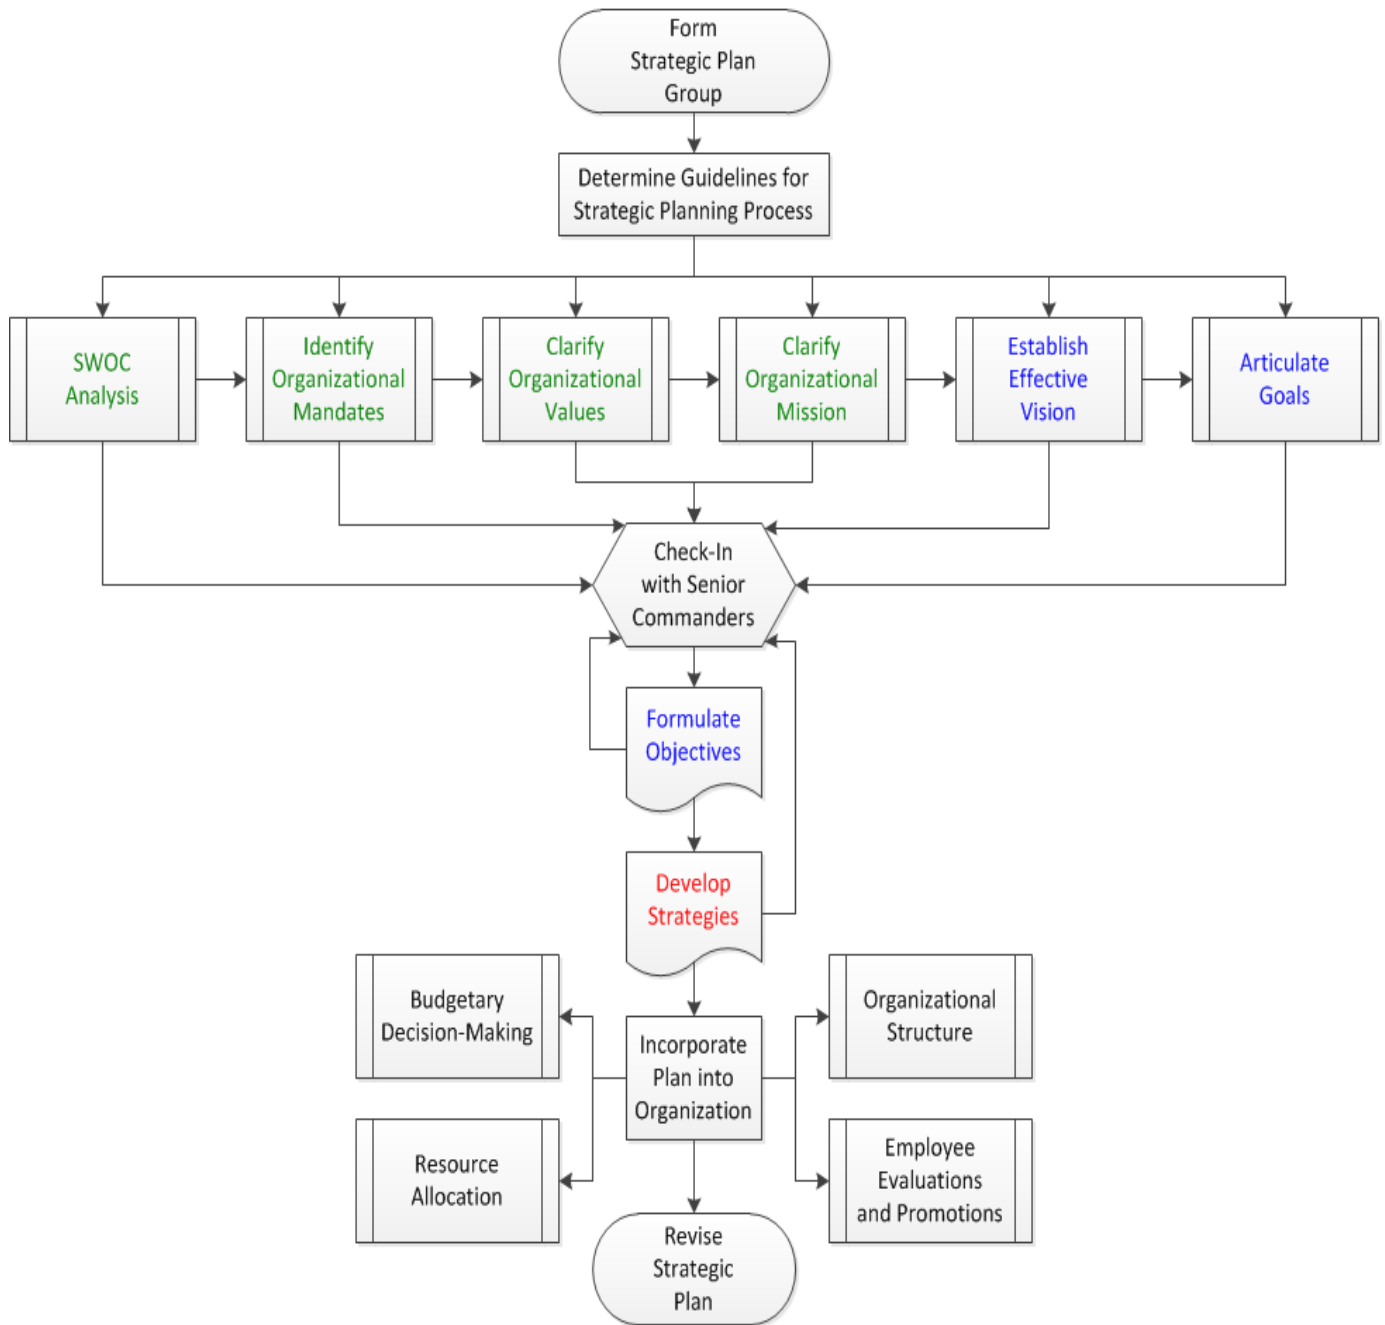 Form
Strategic Plan
Group
Determine Guidelines for
Strategic Planning Process
SWOC
Analysis
Identify
Organizational
Mandates
Clarify
Organizational
Values
Clarify
Organizational
Mission
Establish
Effective
Vision
Articulate
Goals
Check-In
with Senior
Commanders
Formulate
Objectives
Develop
Strategies
Budgetary
Decision-Making
Organizational
Structure
Incorporate
Plan into
Organization
Resource
Allocation
Employee
Evaluations
and Promotions
Revise
Strategic
Plan